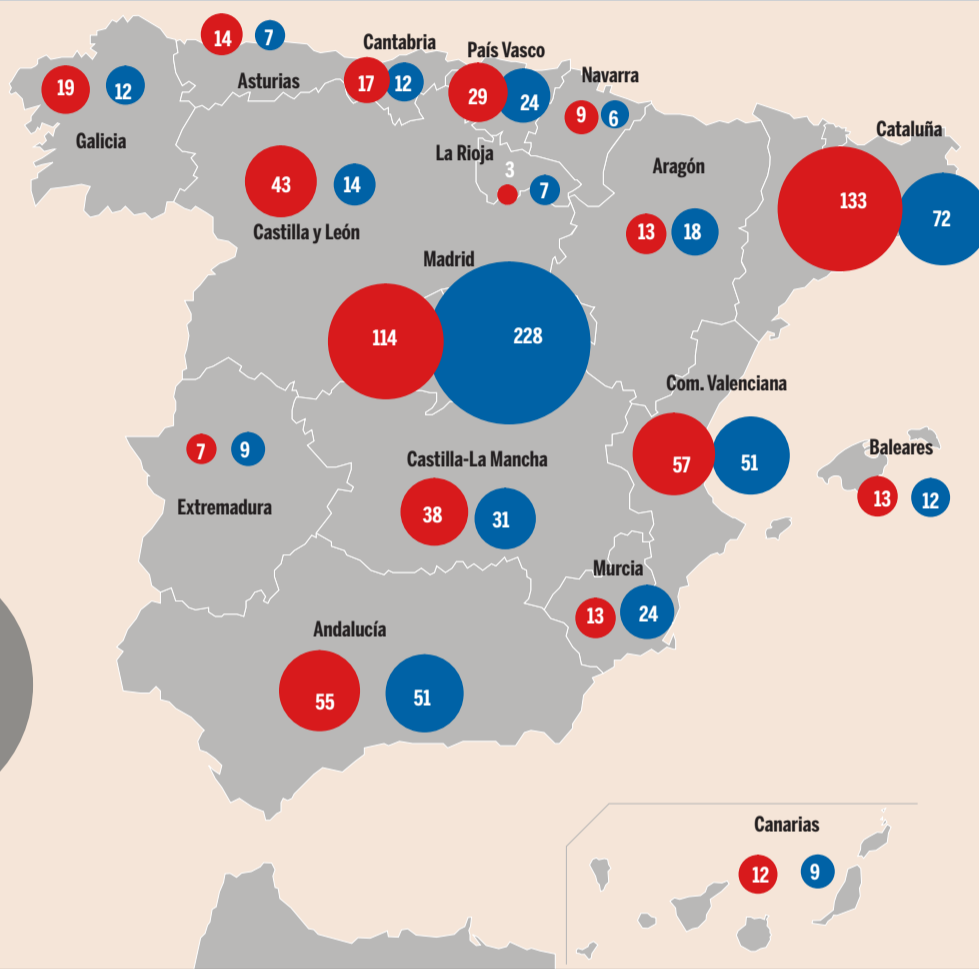 14 7
Asturias
19 12
Galicia
Cantabria
17 12
País Vasco
29 24
Navarra
9 6
La Rioja
3 7
Aragón
13 18
Cataluña
133 72
43 14
Castilla y León
Madrid
114 228
Com. Valenciana
57 51
Baleares
13 12
7 9
Extremadura
Castilla-La Mancha
38 31
Murcia
13 24
Andalucía
55 51
Canarias
12 9